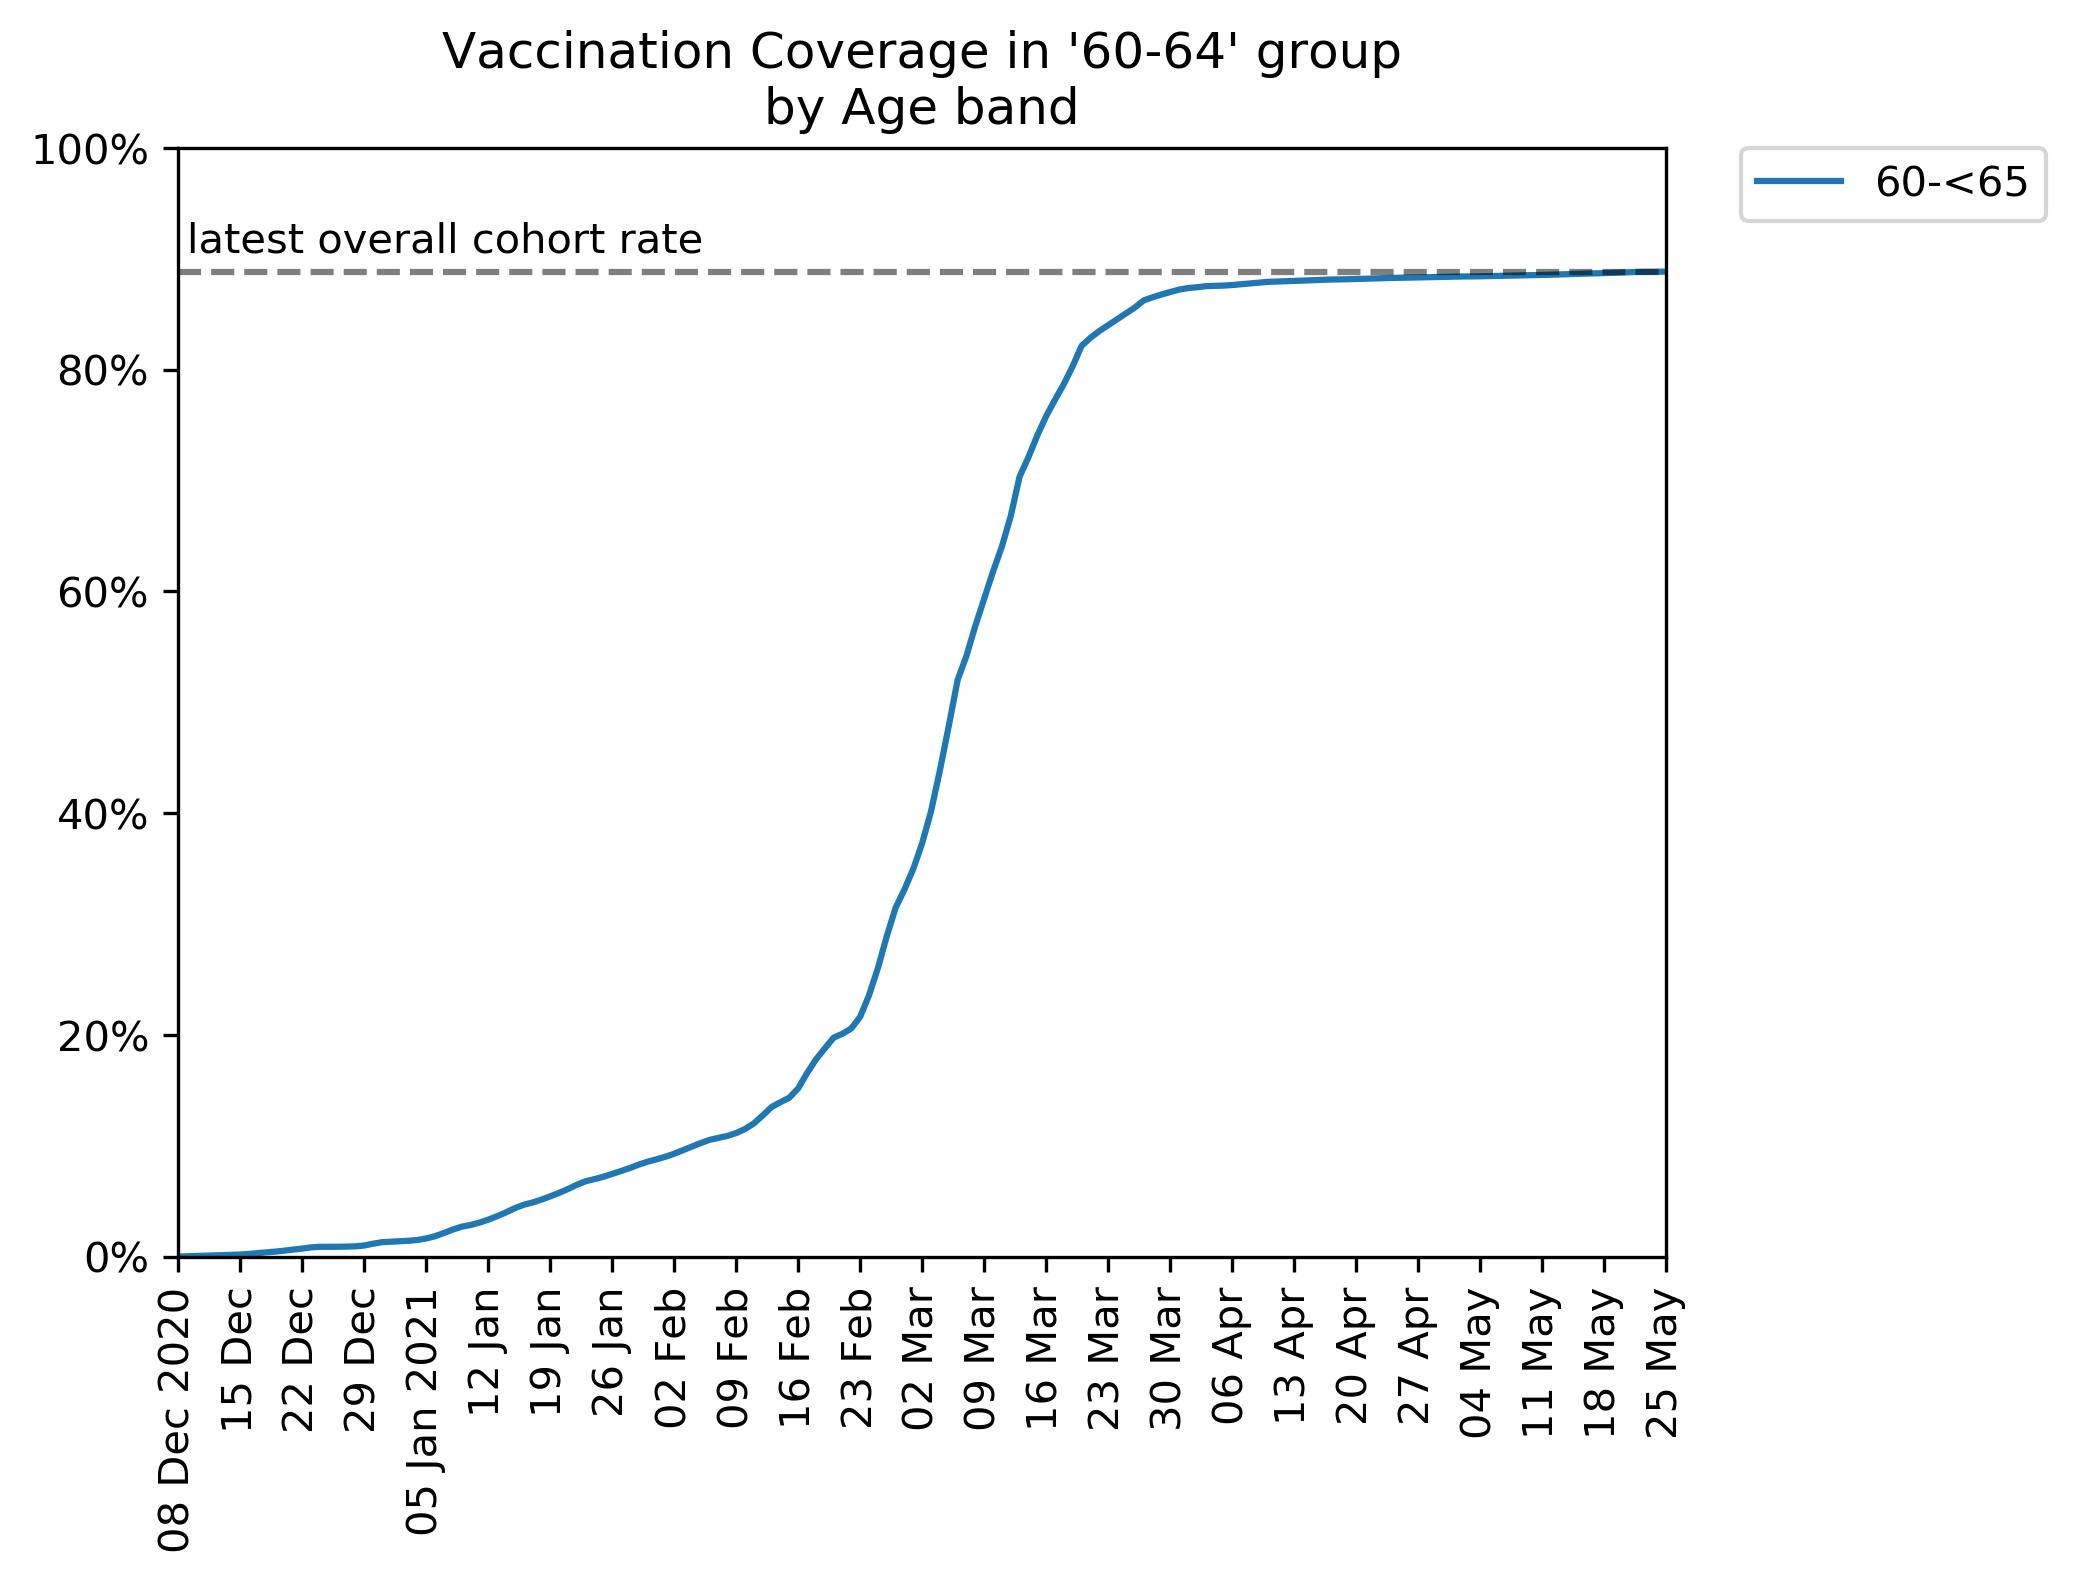 Vaccination Coverage in '60-64' group
by Age band
100%
80%
60%
40%
20%
0%
latest overall cohort rate
60-<65
08 Dec 2020
15 Dec
22 Dec
29 Dec
05 Jan 2021
12 Jan
19 Jan
26 Jan
02 Feb
09 Feb
16 Feb
23 Feb
02 Mar
09 Mar
16 Mar
23 Mar
30 Mar
06 Apr
13 Apr
20 Apr
27 Apr
04 May
11 May
18 May
25 May